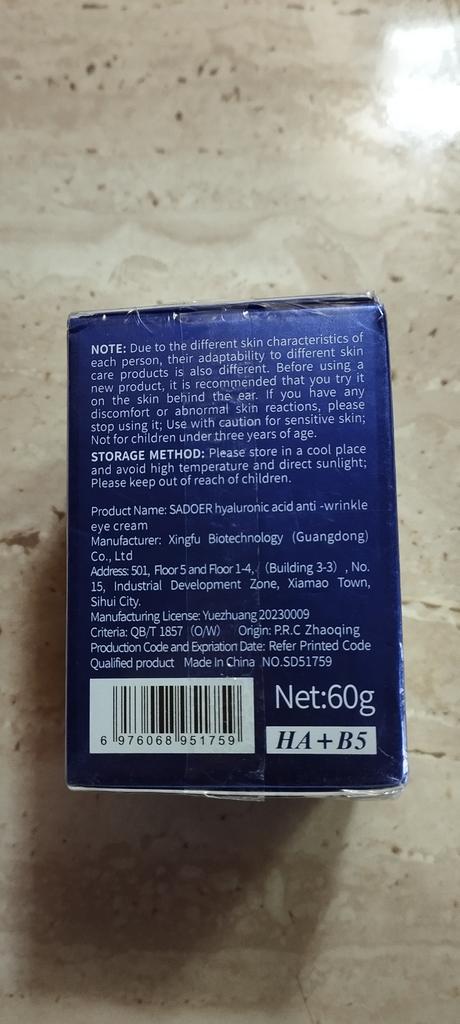 NOTE: Due to the different skin characteristics of
each person, their adaptability to different skin
care products is also different. Before using a
new product, it is recommended that you try it
on the skin behind the ear. If you have any
discomfort or abnormal skin reactions, please
stop using it; Use with caution for sensitive skin;
Not for children under three years of age.
STORAGE METHOD: Please store in a cool place
and avoid high temperature and direct sunlight;
Please keep out of reach of children.
Product Name: SADOER hyaluronic acid anti -wrinkle
eye cream
Manufacturer: Xingfu Biotechnology (Guangdong)
Co., Ltd
Address: 501, Floor 5 and Floor 1-4, (Building 3-3) , No.
15, Industrial Development Zone, Xiamao Town,
Sihui City.
Manufacturing License: Yuezhuang 20230009
Criteria: QB/T 1857 (O/W) Origin: P.R.C Zhaoqing
Production Code and Expriation Date: Refer Printed Code
Qualified product Made In China NO.SD51759
Net:60g
6 976068 951759
HA+B5